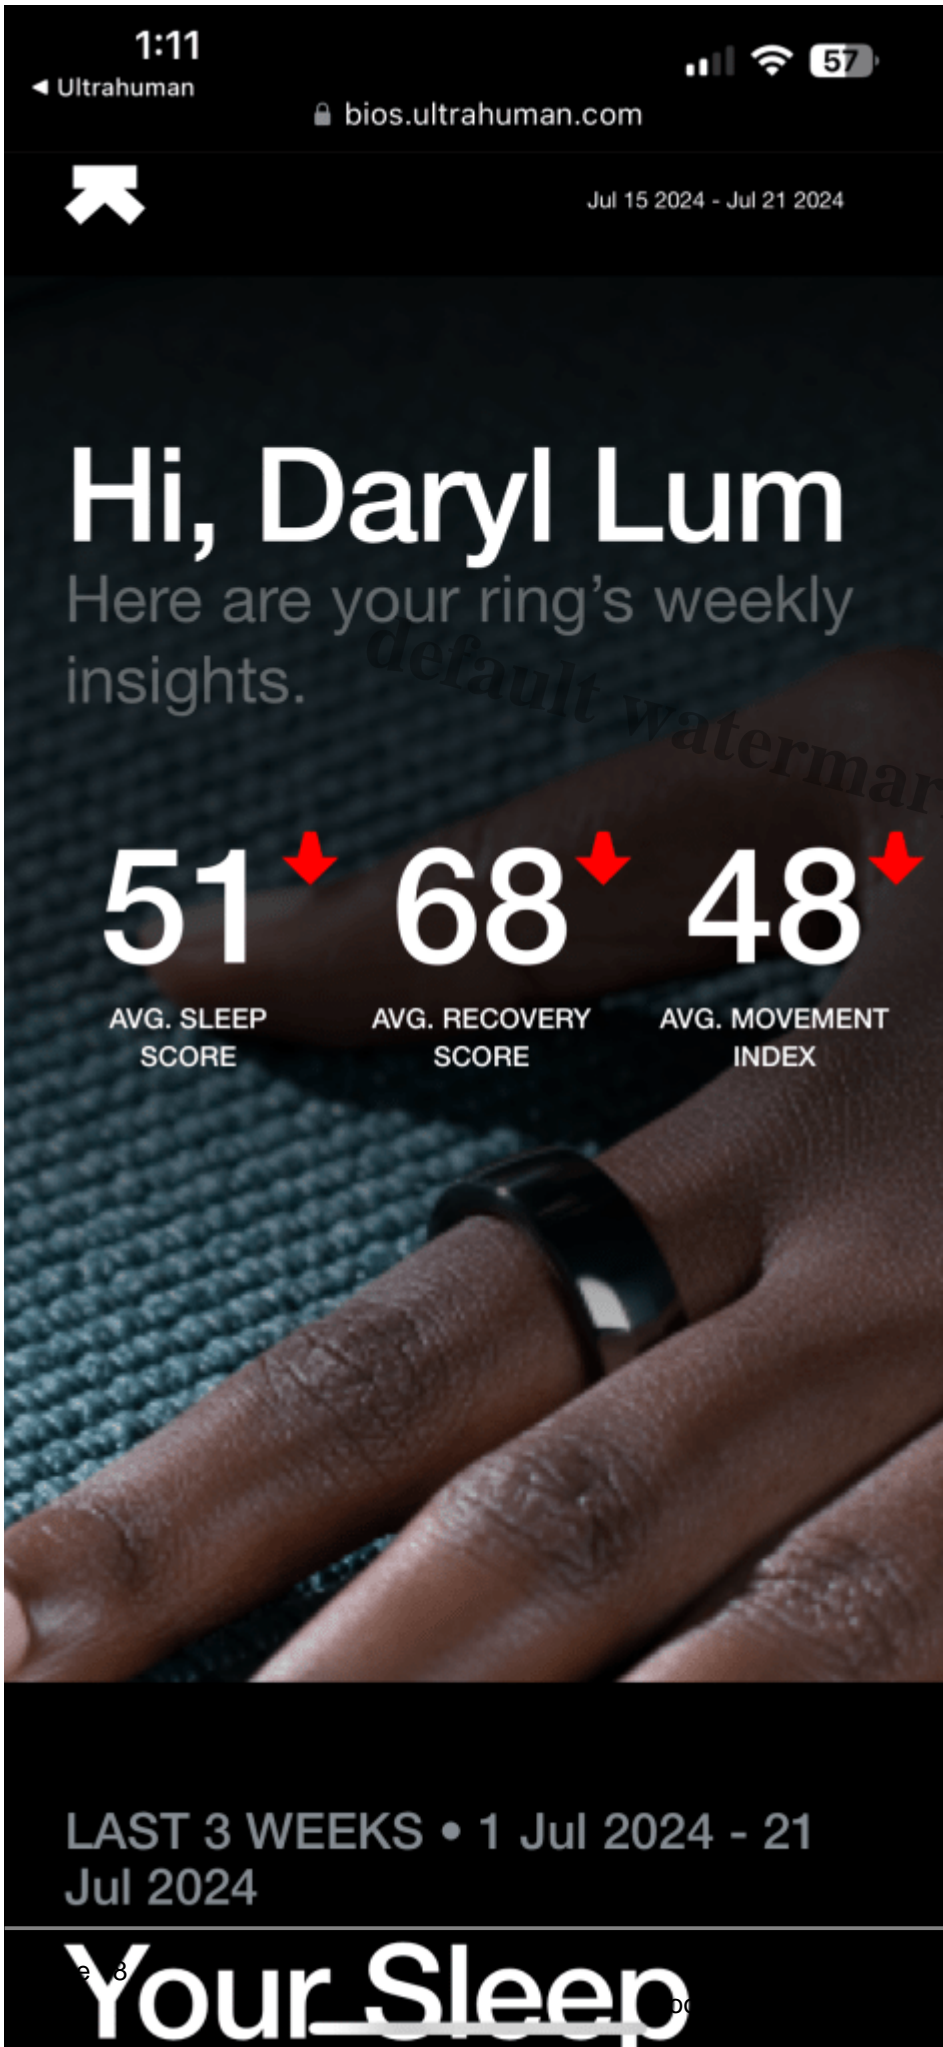 1:11
57
◀ Ultrahuman
bios.ultrahuman.com
Jul 15 2024 - Jul 21 2024
Hi, Daryl Lum
Here are your ring’s weekly
insights.
default watermar
51 68 48
AVG. SLEEP AVG. RECOVERY AVG. MOVEMENT
SCORE SCORE INDEX
LAST 3 WEEKS • 1 Jul 2024 - 21
Jul 2024
Your Sleep